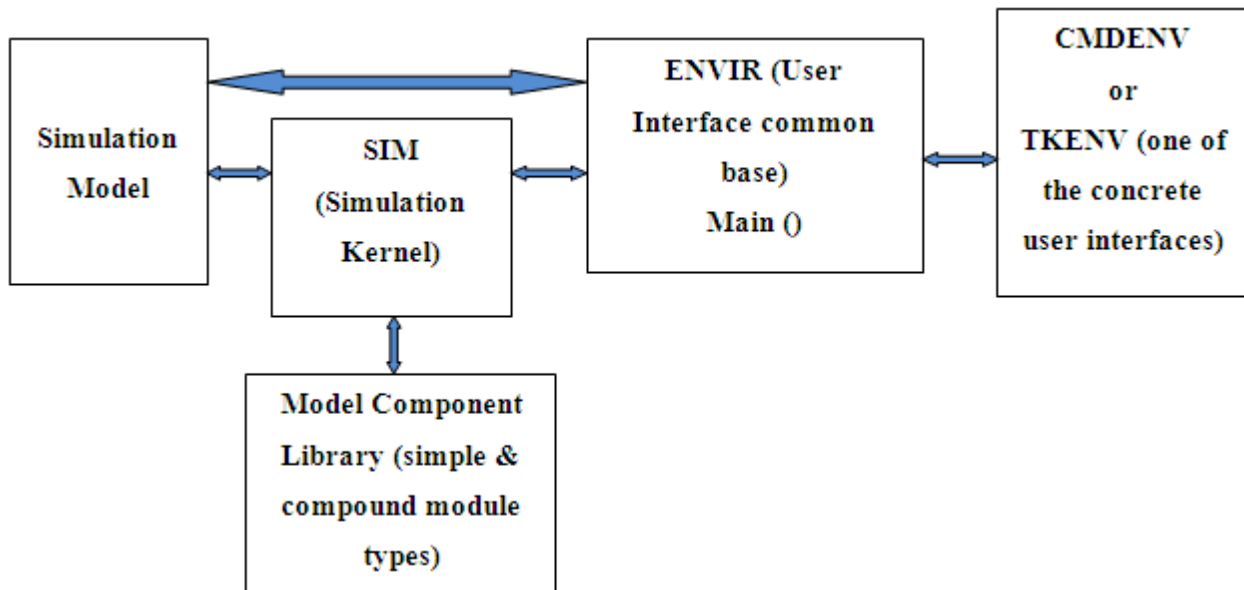 Simulation
Model
SIM
(Simulation
Kernel)
ENVIR (User
Interface common
base)
Main ()
CMDENV
or
TKENV (one of
the concrete
user interfaces)
Model Component
Library (simple &
compound module
types)